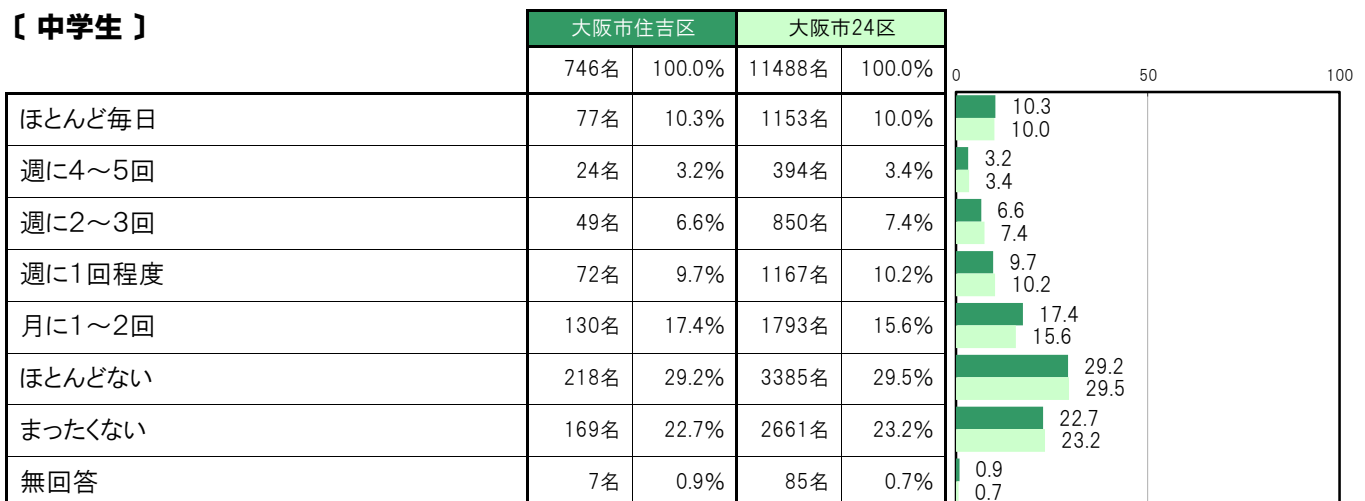 〔 中学生 〕
大阪市住吉区 大阪市24区
746名 100.0% 11488名 100.0% 0 50 100
ほとんど毎日 77名 10.3% 1153名 10.0% 10.3
10.0
週に4～5回 24名 3.2% 394名 3.4% 3.2
3.4
週に2～3回 49名 6.6% 850名 7.4% 6.6
7.4
週に1回程度 72名 9.7% 1167名 10.2% 9.7
10.2
月に1～2回 130名 17.4% 1793名 15.6% 17.4
15.6
ほとんどない 218名 29.2% 3385名 29.5% 29.2
29.5
まったくない 169名 22.7% 2661名 23.2% 22.7
23.2
無回答 7名 0.9% 85名 0.7% 0.9
0.7